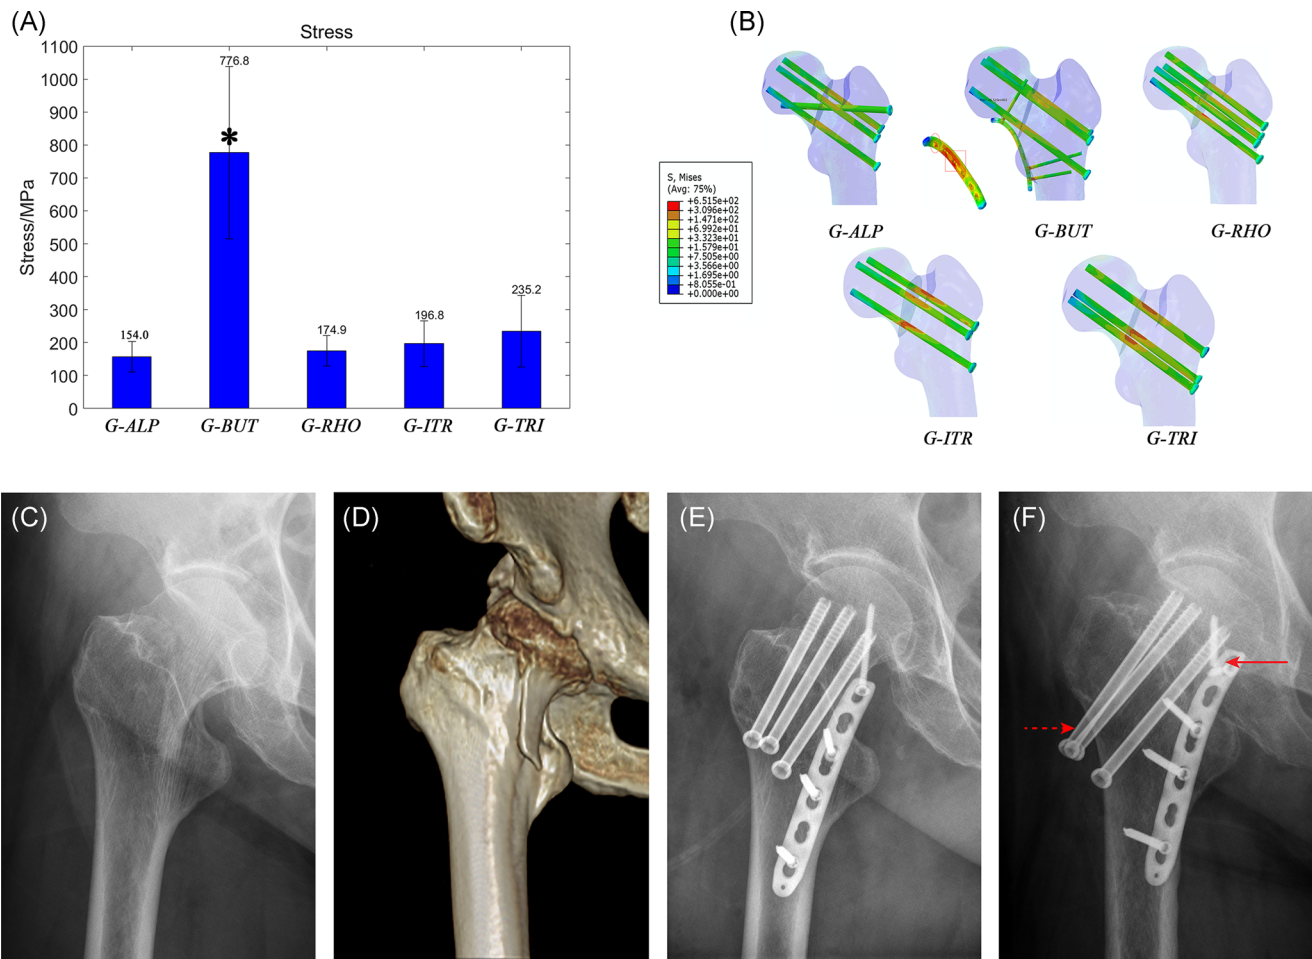 (A)
Stress
1100
1000
900
800
700
600
500
400
300
200
100
0
Stress/MPa
154.0
776.8
*
174.9
196.8
235.2
G-ALP
G-BUT
G-RHO
G-ITR
G-TRI
(B)
S, Mises
(Avg: 75%)
+6.515e+02
+3.096e+02
+1.471e+02
+6.992e+01
+3.323e+01
+1.579e+01
+7.505e+00
+3.566e+00
+1.695e+00
+8.055e-01
+0.000e+00
G-ALP
G-BUT
G-RHO
G-ITR
G-TRI
(C)
(D)
(E)
(F)